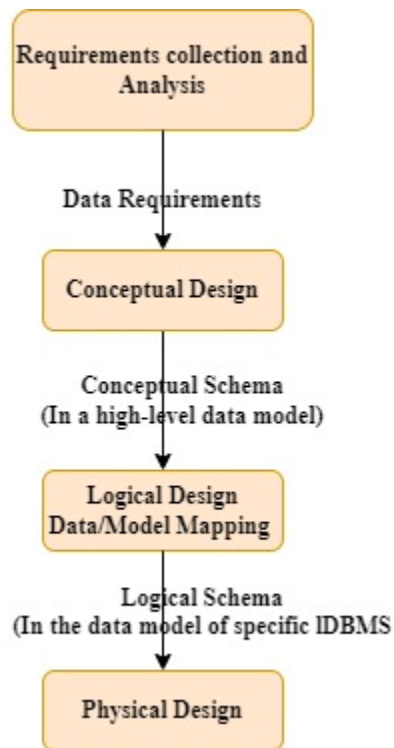 Requirements collection and
Analysis
Data Requirements
Conceptual Design
Conceptual Schema
(In a high-level data model)
Logical Design
Data/Model Mapping
Logical Schema
(In the data model of specific lDBMS
Physical Design